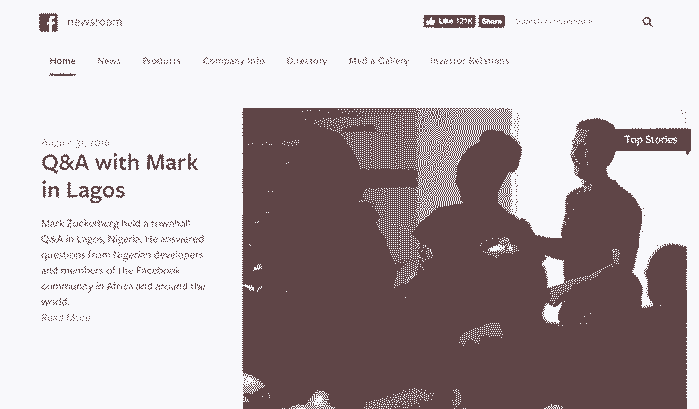 newsroom
Like 121K Share
Home News Products Company Info Directory Media Gallery Investor Relations
Top Stories
August 31, 2016
Q&A with Mark
in Lagos
Mark Zuckerberg held a townhall
Q&A in Lagos, Nigeria. He answered
questions from Nigerian developers
and members of the Facebook
community in Africa and around the
world.
Read More